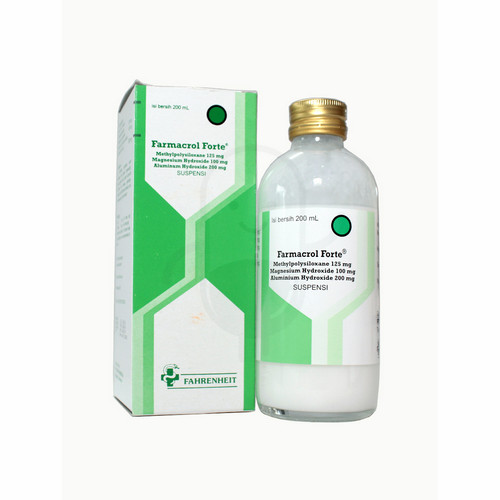 Isi bersih 200 mL
Farmacrol Forte®
Methylpolysiloxane 125 mg
Magnesium Hydroxide 100 mg
Aluminum Hydroxide 200 mg
SUSPENSI
FAHRENHEIT
Isi bersih 200 mL
Farmacrol Forte®
Methylpolysiloxane 125 mg
Magnesium Hydroxide 100 mg
Aluminium Hydroxide 200 mg
SUSPENSI